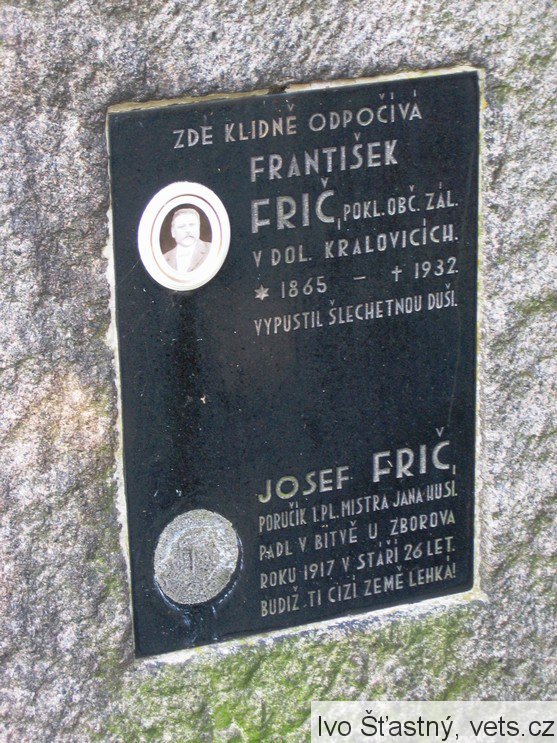 ZDE KLIDNĚ ODPOČÍVÁ
FRANTIŠEK
FRIČ, POKL. OBČ. ZÁL.
V DOL. KRALOVICÍCH.
* 1865 – † 1932.
VYPUSTIL ŠLECHETNOU DUŠI.
JOSEF FRIČ,
PORUČÍK 1. PL. MISTRA JANA HUSI.
PADL V BITVĚ U ZBOROVA
ROKU 1917 V STÁŘÍ 26 LET.
BUDIŽ TI CIZÍ ZEMĚ LEHKÁ!
Ivo Šťastný, vets.cz